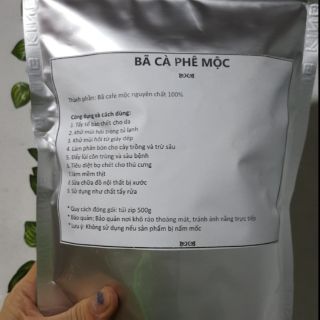 BÃ CÀ PHÊ MỘC
Thành phần: Bã cafe mộc nguyên chất 100%
Công dụng và cách dùng:
1. Tẩy tế bào chết cho da
2. Khử mùi hôi trong tủ lạnh
3. Khử mùi hôi từ giày dép
4. Làm phân bón cho cây trồng và trừ sâu
5. Đẩy lùi côn trùng và sâu bệnh
6. Tiêu diệt bọ chét cho thú cưng
7. làm mềm thịt
8. Sửa chữa đồ nội thất bị xước
9. Sử dụng như chất tẩy rửa
* Quy cách đóng gói: túi zip 500g
* Bảo quản: Bảo quản nơi khô ráo thoáng mát, tránh ánh nắng trực tiếp
*Lưu ý: Không sử dụng nếu sản phẩm bị nấm mốc